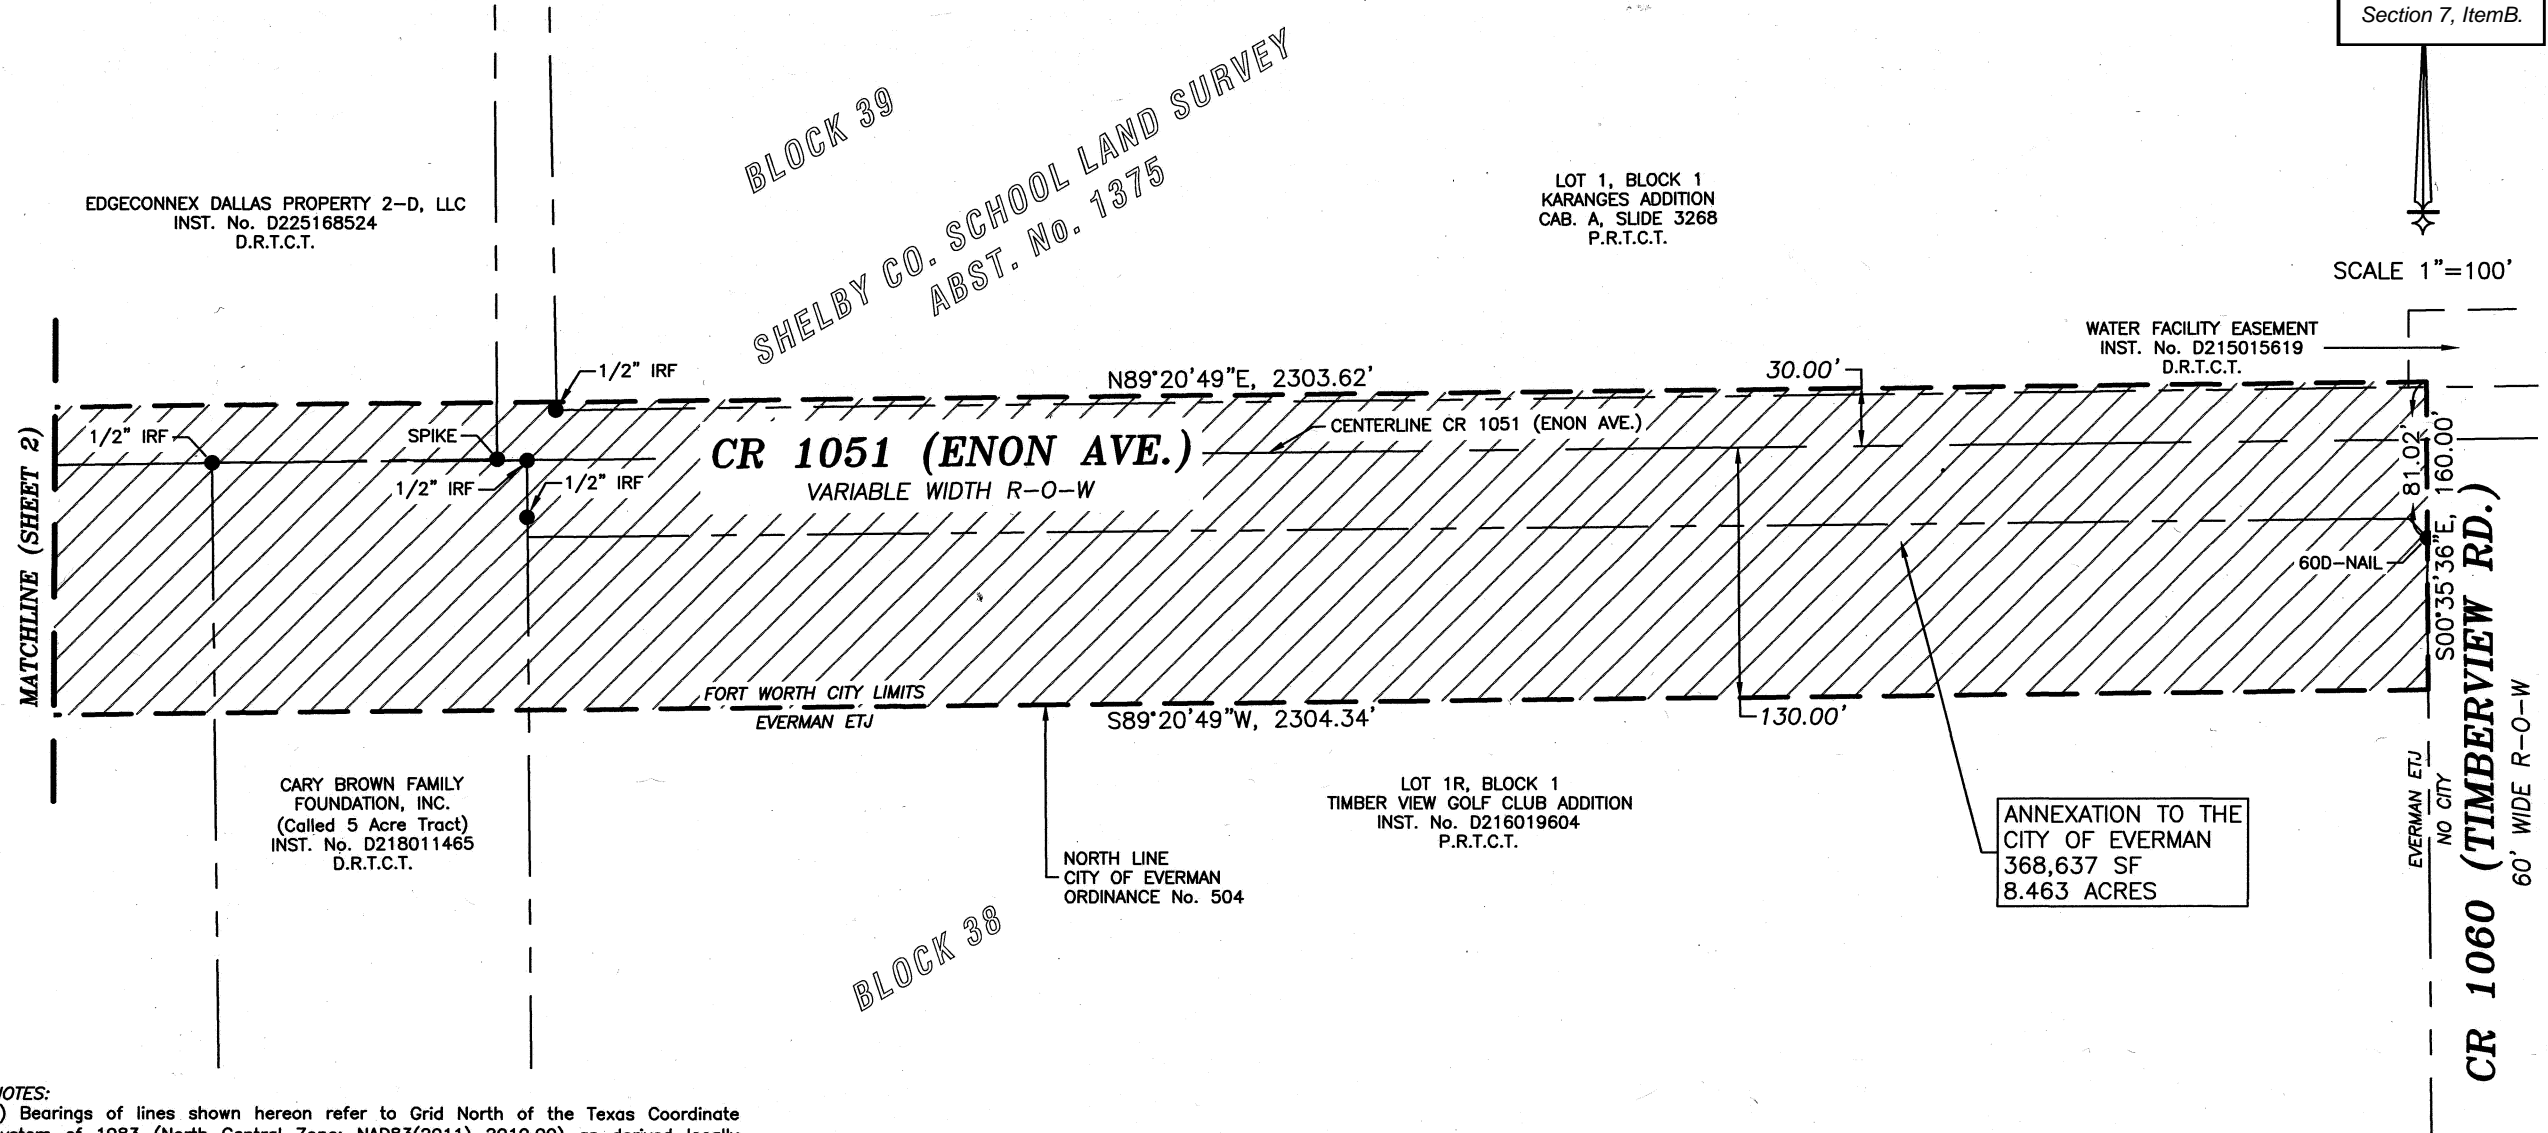 Section 7, ItemB.
BLOCK 39
SHELBY CO. SCHOOL LAND SURVEY
ABST. No. 1375
EDGECONNEX DALLAS PROPERTY 2-D, LLC
INST. No. D225168524
D.R.T.C.T.
LOT 1, BLOCK 1
KARANGES ADDITION
CAB. A, SLIDE 3268
P.R.T.C.T.
SCALE 1"=100'
WATER FACILITY EASEMENT
INST. No. D215015619
D.R.T.C.T.
1/2" IRF
N89°20'49"E, 2303.62'
30.00'
MATCHLINE (SHEET 2)
1/2" IRF
SPIKE
1/2" IRF
1/2" IRF
CR 1051 (ENON AVE.)
VARIABLE WIDTH R-O-W
CENTERLINE CR 1051 (ENON AVE.)
81.02'
S00°35'36"E, 160.00'
60D-NAIL
FORT WORTH CITY LIMITS
EVERMAN ETJ
S89°20'49"W, 2304.34'
130.00'
CARY BROWN FAMILY
FOUNDATION, INC.
(Called 5 Acre Tract)
INST. No. D218011465
D.R.T.C.T.
LOT 1R, BLOCK 1
TIMBER VIEW GOLF CLUB ADDITION
INST. No. D216019604
P.R.T.C.T.
NORTH LINE
CITY OF EVERMAN
ORDINANCE No. 504
ANNEXATION TO THE
CITY OF EVERMAN
368,637 SF
8.463 ACRES
EVERMAN ETJ
NO CITY
CR 1060 (TIMBERVIEW RD.)
60' WIDE R-O-W
BLOCK 38
NOTES:
) Bearings of lines shown hereon refer to Grid North of the Texas Coordinate